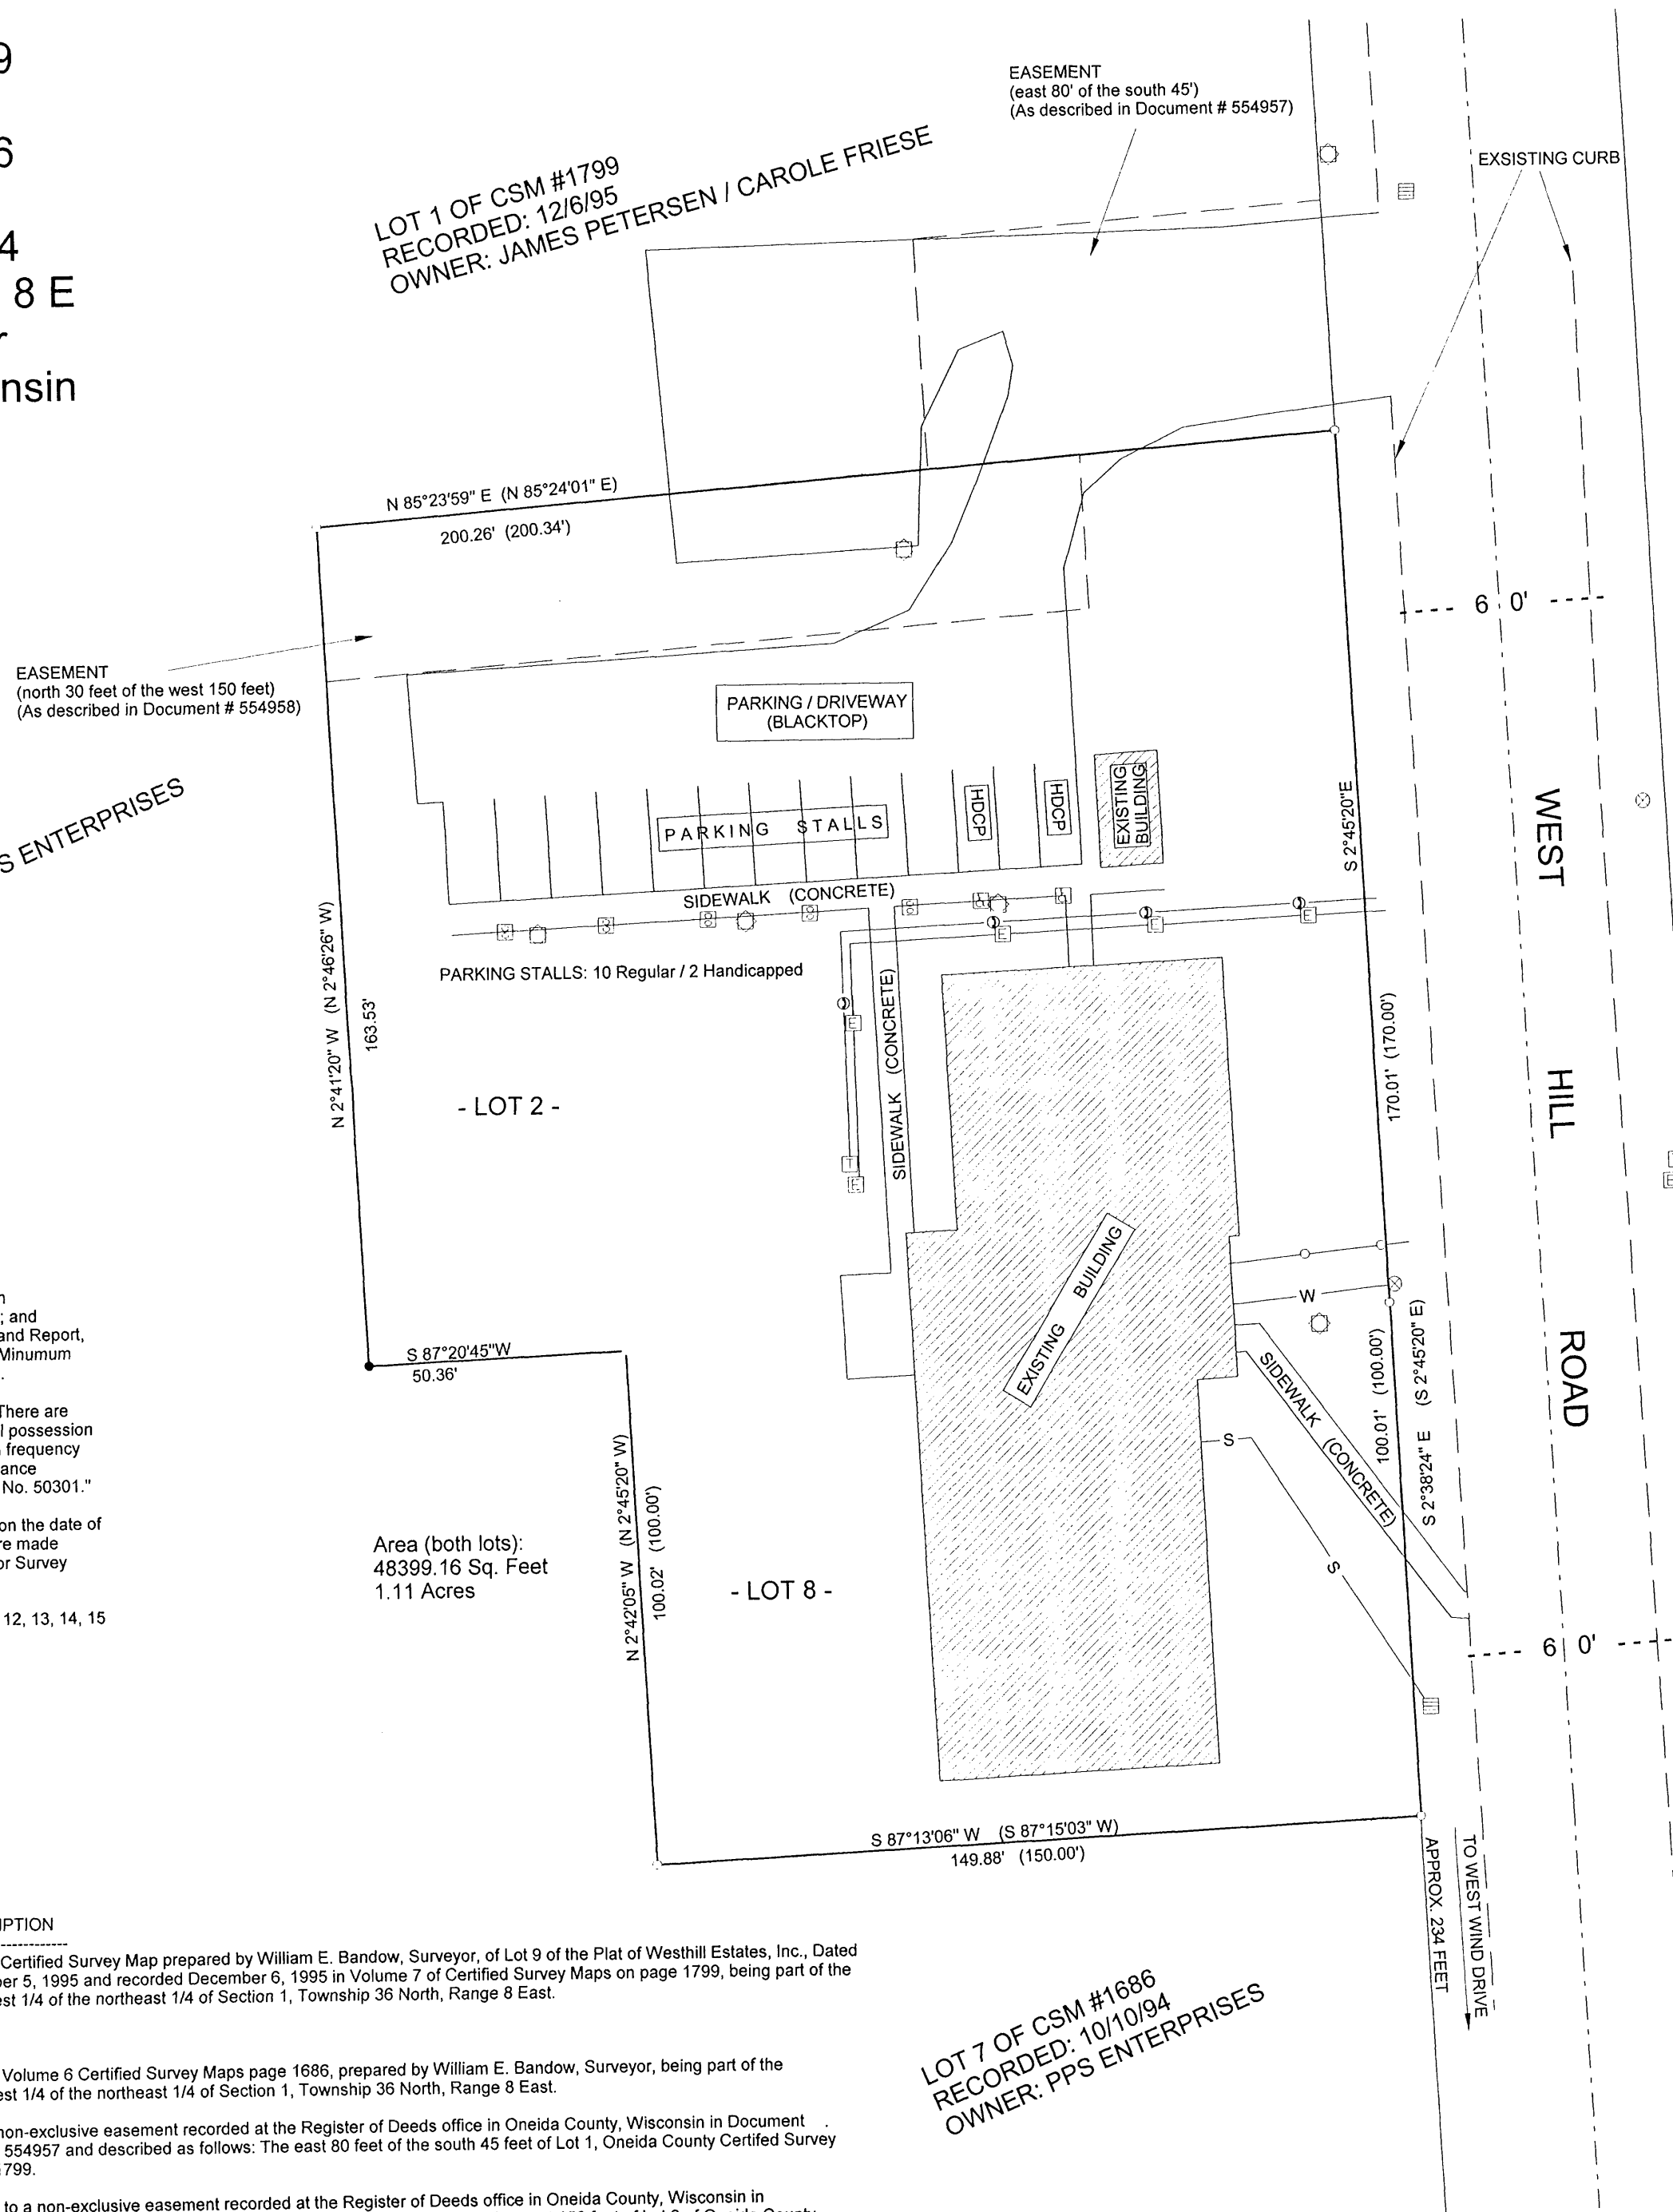 9
6
4
8 E
r
nsin
EASEMENT
(east 80' of the south 45')
(As described in Document # 554957)
EXSISTING CURB
LOT 1 OF CSM #1799
RECORDED: 12/6/95
OWNER: JAMES PETERSEN / CAROLE FRIESE
N 85°23'59" E (N 85°24'01" E)
200.26' (200.34')
6 0'
EASEMENT
(north 30 feet of the west 150 feet)
(As described in Document # 554958)
PARKING / DRIVEWAY
(BLACKTOP)
S ENTERPRISES
PARKING STALLS
HDCP
HDCP
EXISTING
BUILDING
S 2°45'20"E
WEST HILL ROAD
SIDEWALK (CONCRETE)
E
E
E
PARKING STALLS: 10 Regular / 2 Handicapped
N 2°41'20" W (N 2°46'26" W)
163.53'
E
SIDEWALK (CONCRETE)
170.01' (170.00')
- LOT 2 -
T
E
E
EXISTING BUILDING
W
n
; and
and Report,
Minumum
.
S 87°20'45"W
50.36'
SIDEWALK (CONCRETE)
100.01' (100.00')
S 2°38'24" E (S 2°45'20" E)
There are
l possession
frequency
ance
No. 50301."
S
S
N 2°42'05" W (N 2°45'20" W)
100.02' (100.00')
on the date of
re made
or Survey
Area (both lots):
48399.16 Sq. Feet
1.11 Acres
- LOT 8 -
12, 13, 14, 15
6 0'
S 87°13'06" W (S 87°15'03" W)
149.88' (150.00')
APPROX. 234 FEET
TO WEST WIND DRIVE
IPTION
-------------
Certified Survey Map prepared by William E. Bandow, Surveyor, of Lot 9 of the Plat of Westhill Estates, Inc., Dated
ber 5, 1995 and recorded December 6, 1995 in Volume 7 of Certified Survey Maps on page 1799, being part of the
est 1/4 of the northeast 1/4 of Section 1, Township 36 North, Range 8 East.
LOT 7 OF CSM #1686
RECORDED: 10/10/94
OWNER: PPS ENTERPRISES
Volume 6 Certified Survey Maps page 1686, prepared by William E. Bandow, Surveyor, being part of the
est 1/4 of the northeast 1/4 of Section 1, Township 36 North, Range 8 East.
non-exclusive easement recorded at the Register of Deeds office in Oneida County, Wisconsin in Document
554957 and described as follows: The east 80 feet of the south 45 feet of Lot 1, Oneida County Certifed Survey
1799.
to a non-exclusive easement recorded at the Register of Deeds office in Oneida County, Wisconsin in